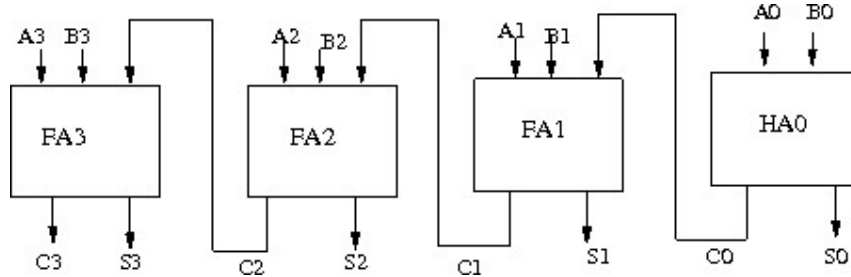 A3 B3 A2 B2 A1 B1 A0 B0
FA3 FA2 FA1 HA0
C3 S3 C2 S2 C1 S1 C0 S0